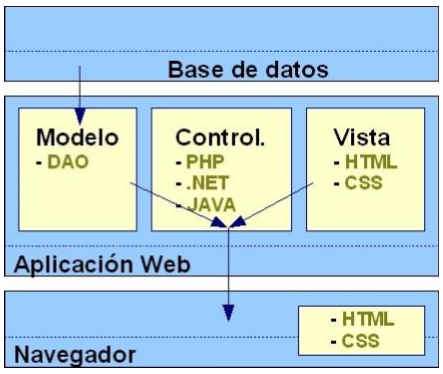 Base de datos
Modelo
- DAO
Control.
- PHP
- .NET
- JAVA
Vista
- HTML
- CSS
Aplicación Web
- HTML
- CSS
Navegador